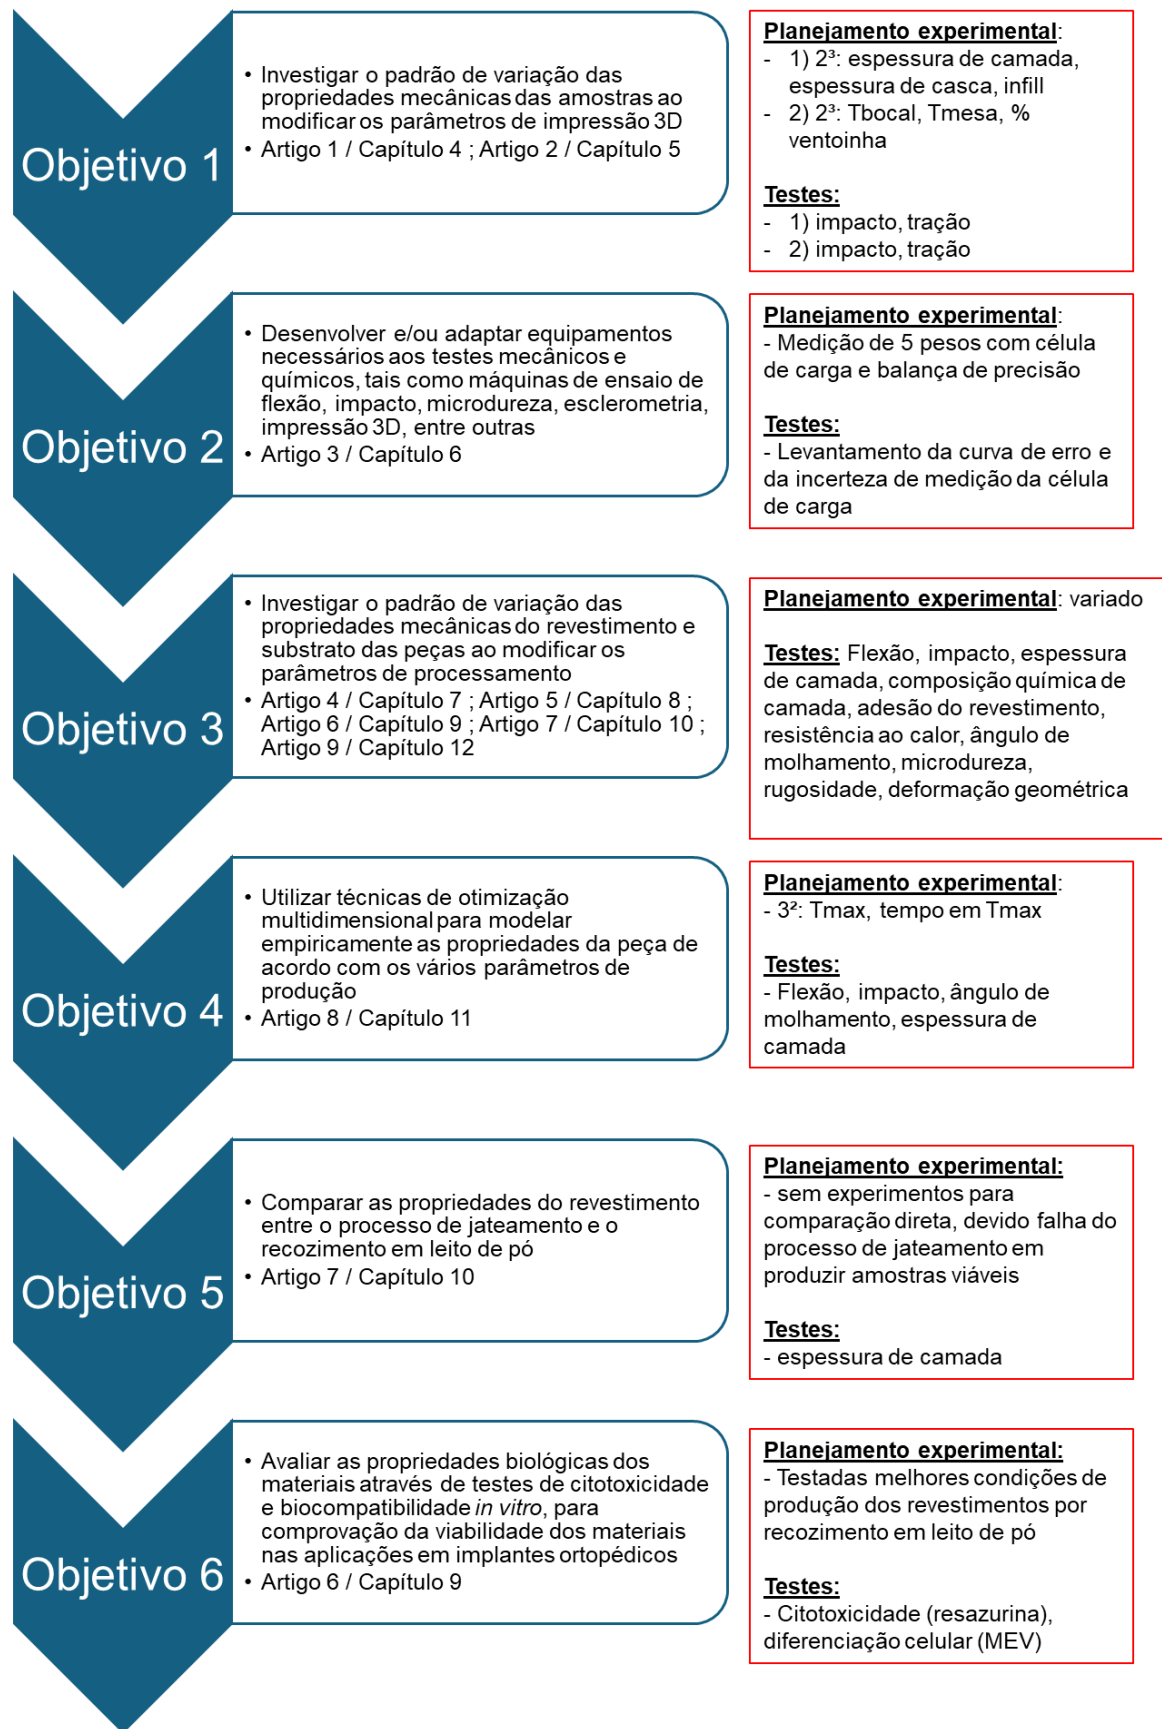 Objetivo 1
• Investigar o padrão de variação das
propriedades mecânicas das amostras ao
modificar os parâmetros de impressão 3D
• Artigo 1 / Capítulo 4 ; Artigo 2 / Capítulo 5
Planejamento experimental:
- 1) 2³: espessura de camada,
espessura de casca, infill
- 2) 2³: Tbocal, Tmesa, %
ventoinha
Testes:
- 1) impacto, tração
- 2) impacto, tração
Objetivo 2
• Desenvolver e/ou adaptar equipamentos
necessários aos testes mecânicos e
químicos, tais como máquinas de ensaio de
flexão, impacto, microdureza, esclerometria,
impressão 3D, entre outras
• Artigo 3 / Capítulo 6
Planejamento experimental:
- Medição de 5 pesos com célula
de carga e balança de precisão
Testes:
- Levantamento da curva de erro e
da incerteza de medição da célula
de carga
Objetivo 3
• Investigar o padrão de variação das
propriedades mecânicas do revestimento e
substrato das peças ao modificar os
parâmetros de processamento
• Artigo 4 / Capítulo 7 ; Artigo 5 / Capítulo 8 ;
Artigo 6 / Capítulo 9 ; Artigo 7 / Capítulo 10 ;
Artigo 9 / Capítulo 12
Planejamento experimental: variado
Testes: Flexão, impacto, espessura
de camada, composição química de
camada, adesão do revestimento,
resistência ao calor, ângulo de
molhamento, microdureza,
rugosidade, deformação geométrica
Objetivo 4
• Utilizar técnicas de otimização
multidimensional para modelar
empiricamente as propriedades da peça de
acordo com os vários parâmetros de
produção
• Artigo 8 / Capítulo 11
Planejamento experimental:
- 3²: Tmax, tempo em Tmax
Testes:
- Flexão, impacto, ângulo de
molhamento, espessura de
camada
Objetivo 5
• Comparar as propriedades do revestimento
entre o processo de jateamento e o
recozimento em leito de pó
• Artigo 7 / Capítulo 10
Planejamento experimental:
- sem experimentos para
comparação direta, devido falha do
processo de jateamento em
produzir amostras viáveis
Testes:
- espessura de camada
Objetivo 6
• Avaliar as propriedades biológicas dos
materiais através de testes de citotoxicidade
e biocompatibilidade in vitro, para
comprovação da viabilidade dos materiais
nas aplicações em implantes ortopédicos
• Artigo 6 / Capítulo 9
Planejamento experimental:
- Testadas melhores condições de
produção dos revestimentos por
recozimento em leito de pó
Testes:
- Citotoxicidade (resazurina),
diferenciação celular (MEV)